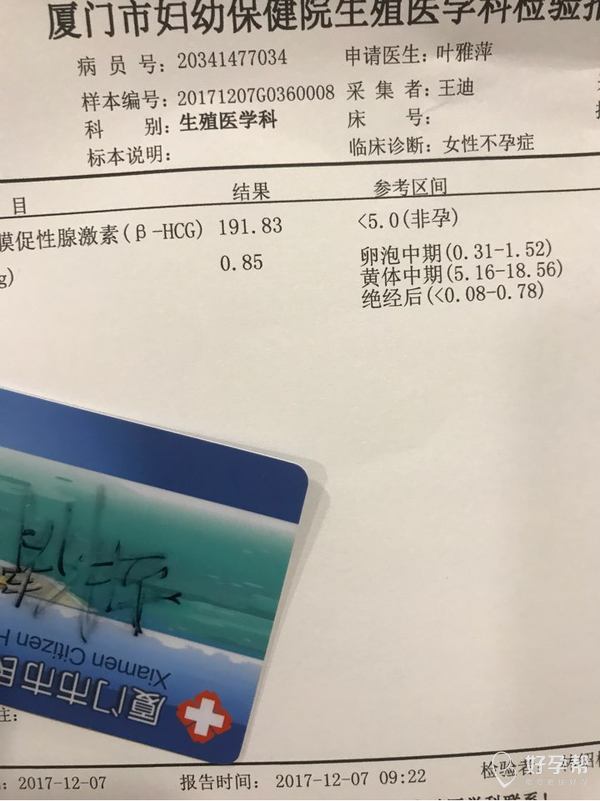 厦门市妇幼保健院生殖医学科检验
病 员 号：20341477034 申请医生：叶雅萍
样本编号：20171207G0360008 采 集 者：王迪
科 别：生殖医学科 床 号：
标本说明： 临床诊断：女性不孕症
目 结果 参考区间
膜促性腺激素(β-HCG) 191.83 <5.0(非孕)
g) 0.85 卵泡中期(0.31-1.52)
黄体中期(5.16-18.56)
绝经后(<0.08-0.78)
Xiamen Citizen
厦门市市民
注：
2017-12-07 报告时间：2017-12-07 09:22 检验者：
好孕帮